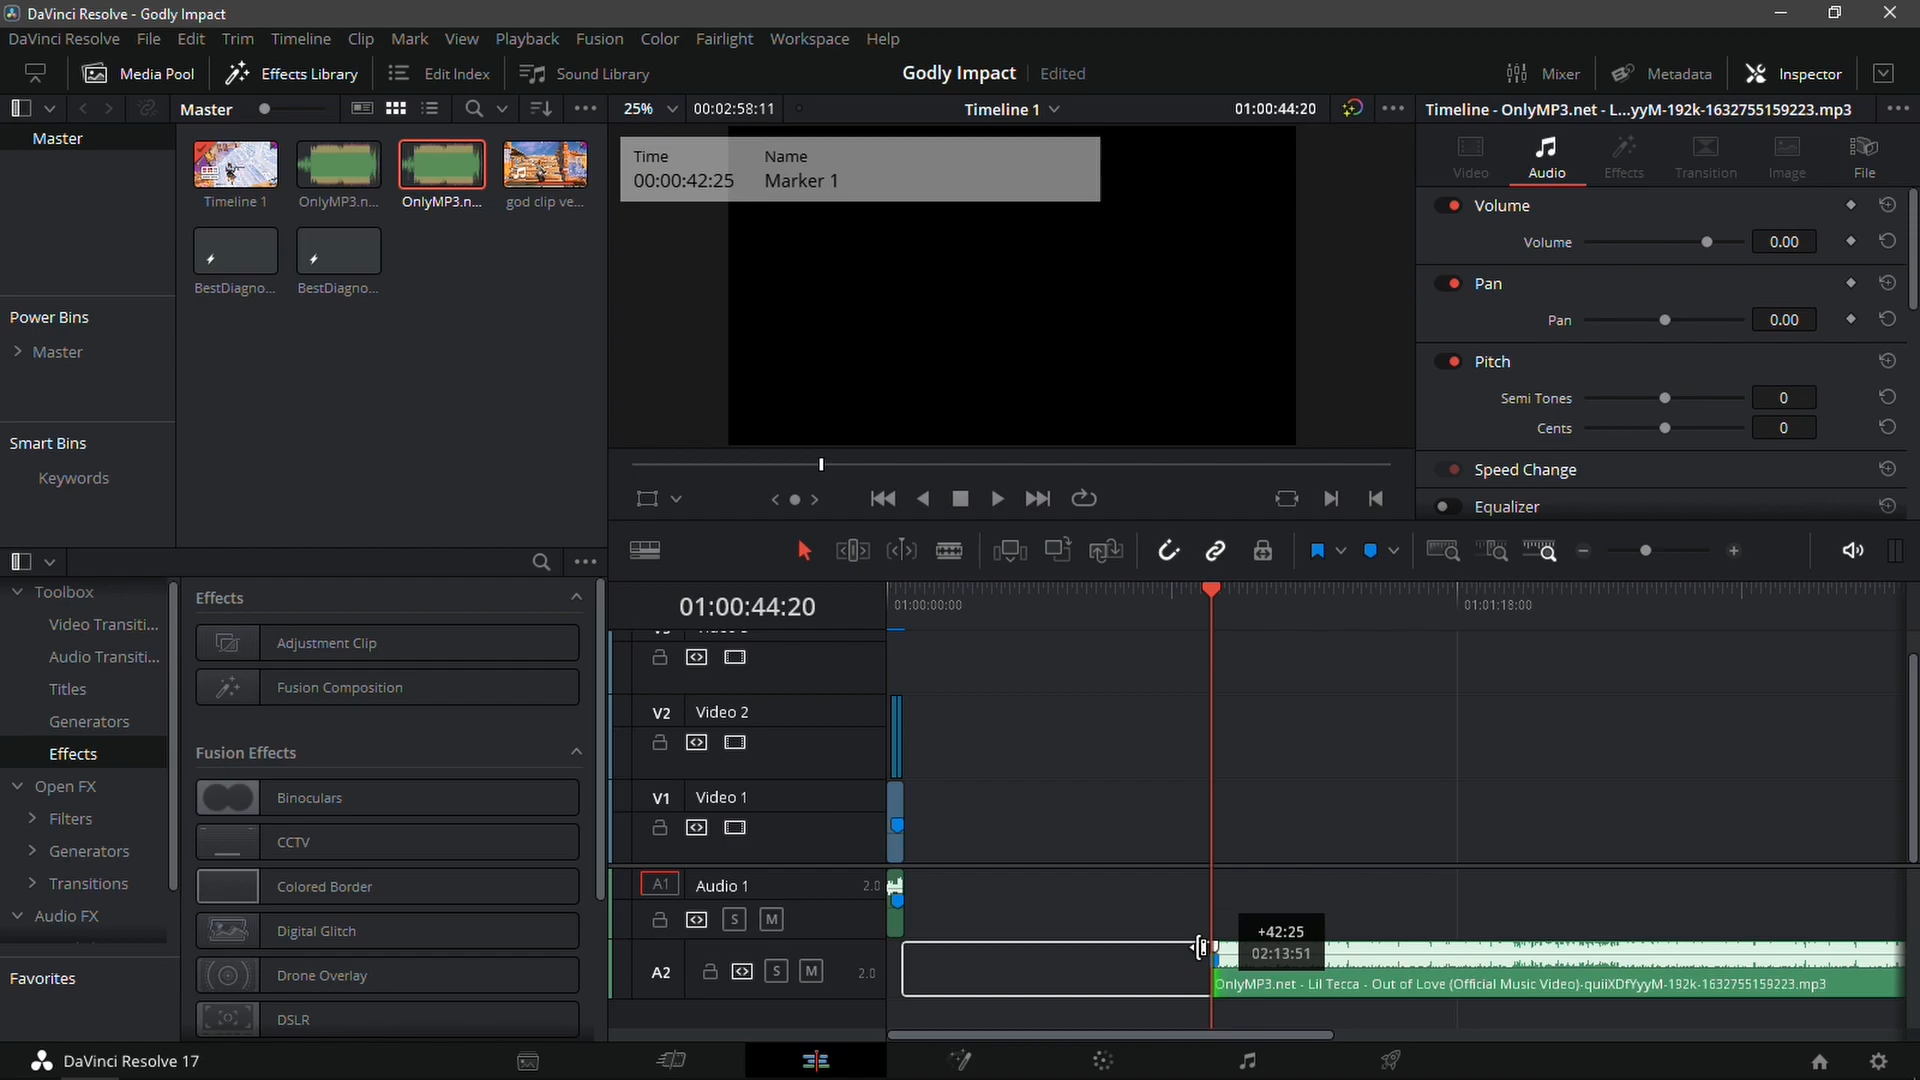 DaVinci Resolve - Godly Impact
DaVinci Resolve File Edit Trim Timeline Clip Mark View Playback Fusion Color Fairlight Workspace Help
Media Pool Effects Library Edit Index Sound Library Godly Impact Edited Mixer Metadata Inspector
Master 25% 00:02:58:11 Timeline 1 01:00:44:20 Timeline - OnlyMP3.net - L...yyM-192k-1632755159223.mp3
Master
Timeline 1 OnlyMP3.n... OnlyMP3.n... god clip ve...
BestDiagno... BestDiagno...
Power Bins
Master
Smart Bins
Keywords
Time Name
00:00:42:25 Marker 1
Video Audio Effects Transition Image File
Volume
Volume 0.00
Pan
Pan 0.00
Pitch
Semi Tones 0
Cents 0
Speed Change
Equalizer
Toolbox
Video Transiti...
Audio Transiti...
Titles
Generators
Effects
Open FX
Filters
Generators
Transitions
Audio FX
Favorites
Effects
Adjustment Clip
Fusion Composition
Fusion Effects
Binoculars
CCTV
Colored Border
Digital Glitch
Drone Overlay
DSLR
01:00:44:20 01:00:00:00 01:01:18:00
V2 Video 2
V1 Video 1
A1 Audio 1 2.0
S M
A2 S M 2.0
+42:25
02:13:51
OnlyMP3.net - Lil Tecca - Out of Love (Official Music Video)-quiiXDfYyyM-192k-1632755159223.mp3
DaVinci Resolve 17